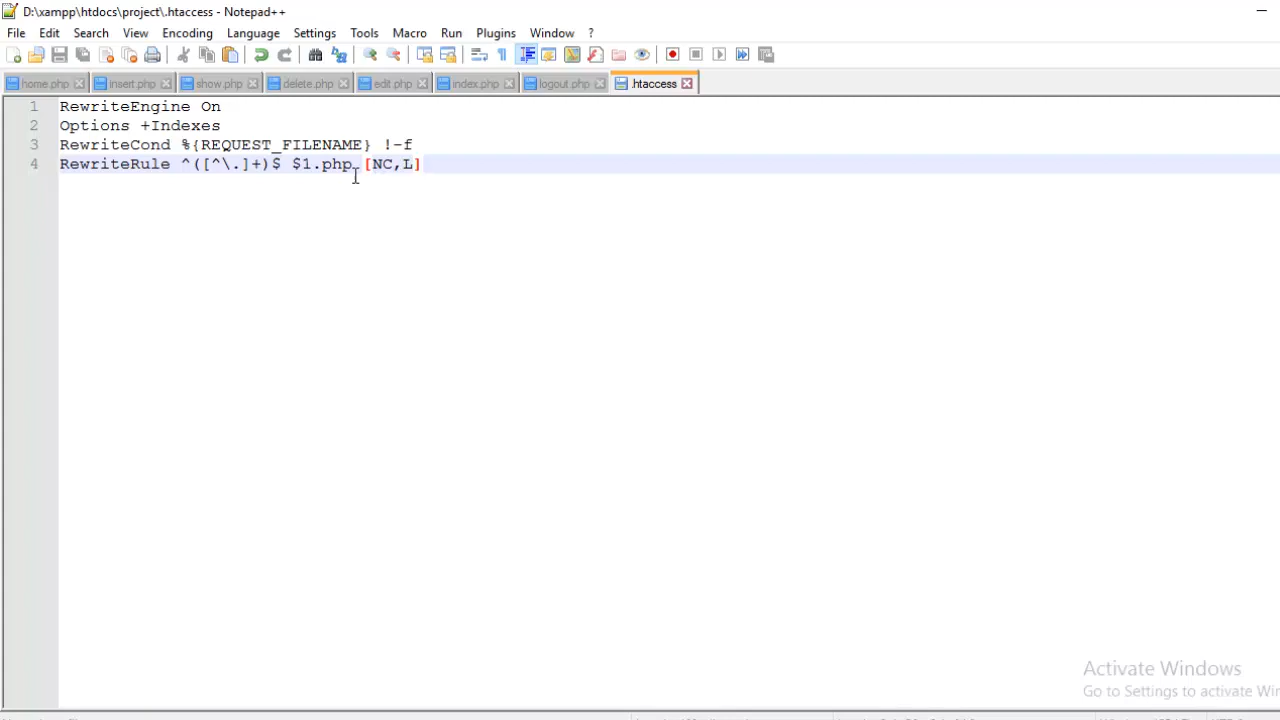 D:\xampp\htdocs\project\.htaccess - Notepad++
File Edit Search View Encoding Language Settings Tools Macro Run Plugins Window ?
home.php insert.php show.php delete.php edit.php index.php logout.php .htaccess
1 RewriteEngine On
2 Options +Indexes
3 RewriteCond %{REQUEST_FILENAME} !-f
4 RewriteRule ^([^\.]+)$ $1.php [NC,L]
Activate Windows
Go to Settings to activate Win